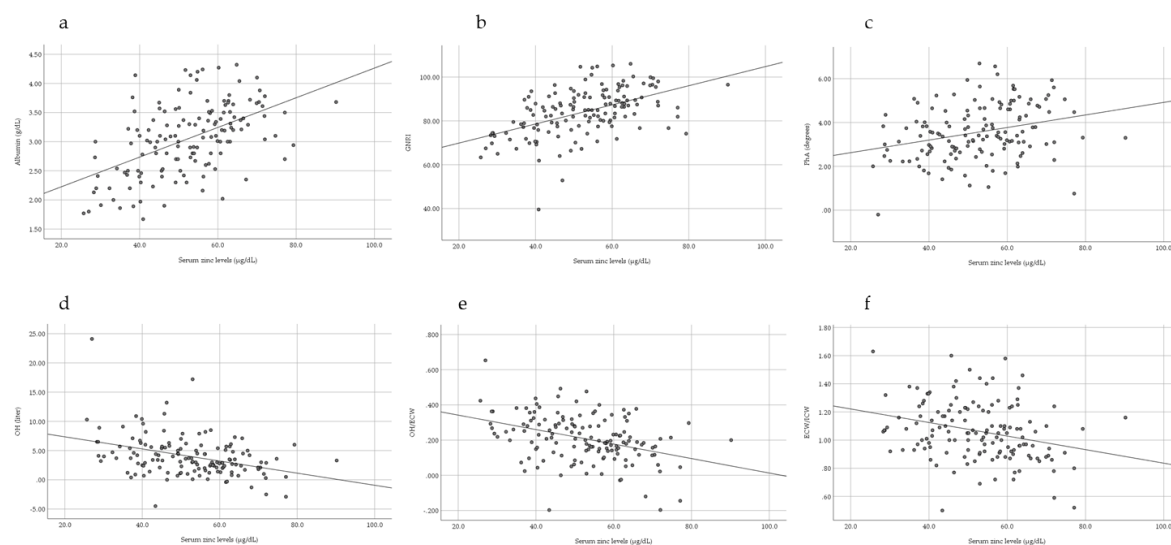 a
b
c
4.50
4.00
3.50
3.00
2.50
2.00
1.50
Albumin (g/dL)
20.0 40.0 60.0 80.0 100.0
Serum zinc levels (μg/dL)
100.00
80.00
60.00
40.00
GNRI
20.0 40.0 60.0 80.0 100.0
Serum zinc levels (μg/dL)
6.00
4.00
2.00
.00
PhA (degrees)
20.0 40.0 60.0 80.0 100.0
Serum zinc levels (μg/dL)
d
e
f
25.00
20.00
15.00
10.00
5.00
.00
-5.00
OH (liter)
20.0 40.0 60.0 80.0 100.0
Serum zinc levels (μg/dL)
.800
.600
.400
.200
.000
-.200
OH/ECW
20.0 40.0 60.0 80.0 100.0
Serum zinc levels (μg/dL)
1.80
1.60
1.40
1.20
1.00
.80
.60
ECW/ICW
20.0 40.0 60.0 80.0 100.0
Serum zinc levels (μg/dL)